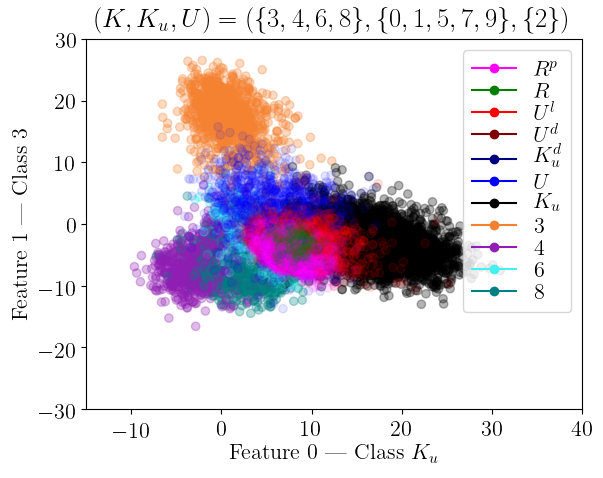 (K, K_u, U) = ({3, 4, 6, 8}, {0, 1, 5, 7, 9}, {2})
30
20
10
0
−10
−20
−30
Feature 1 — Class 3
R^p
R
U^l
U^d
K_u^d
U
K_u
3
4
6
8
−10 0 10 20 30 40
Feature 0 — Class K_u